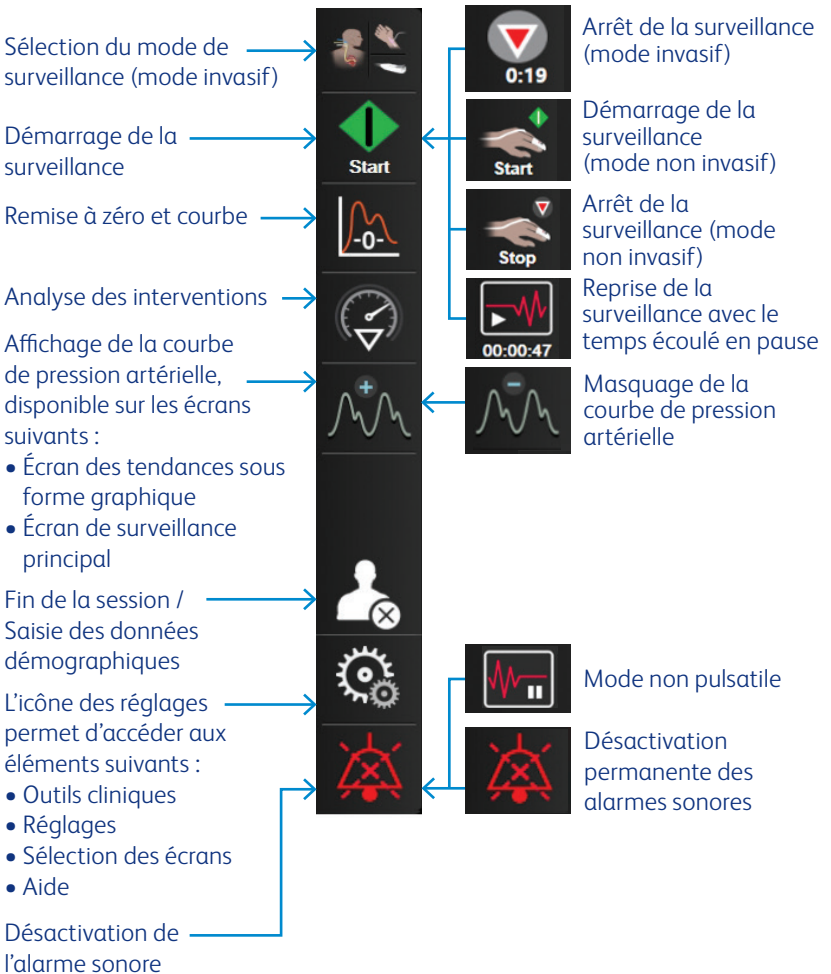 Sélection du mode de
surveillance (mode invasif)
Démarrage de la
surveillance
Remise à zéro et courbe
Analyse des interventions
Affichage de la courbe
de pression artérielle,
disponible sur les écrans
suivants :
• Écran des tendances sous
forme graphique
• Écran de surveillance
principal
Fin de la session /
Saisie des données
démographiques
L'icône des réglages
permet d'accéder aux
éléments suivants :
• Outils cliniques
• Réglages
• Sélection des écrans
• Aide
Désactivation de
l'alarme sonore
Start
-0-
0:19
Arrêt de la surveillance
(mode invasif)
Start
Démarrage de la
surveillance
(mode non invasif)
Stop
Arrêt de la
surveillance (mode
non invasif)
00:00:47
Reprise de la
surveillance avec le
temps écoulé en pause
Masquage de la
courbe de pression
artérielle
Mode non pulsatile
Désactivation
permanente des
alarmes sonores